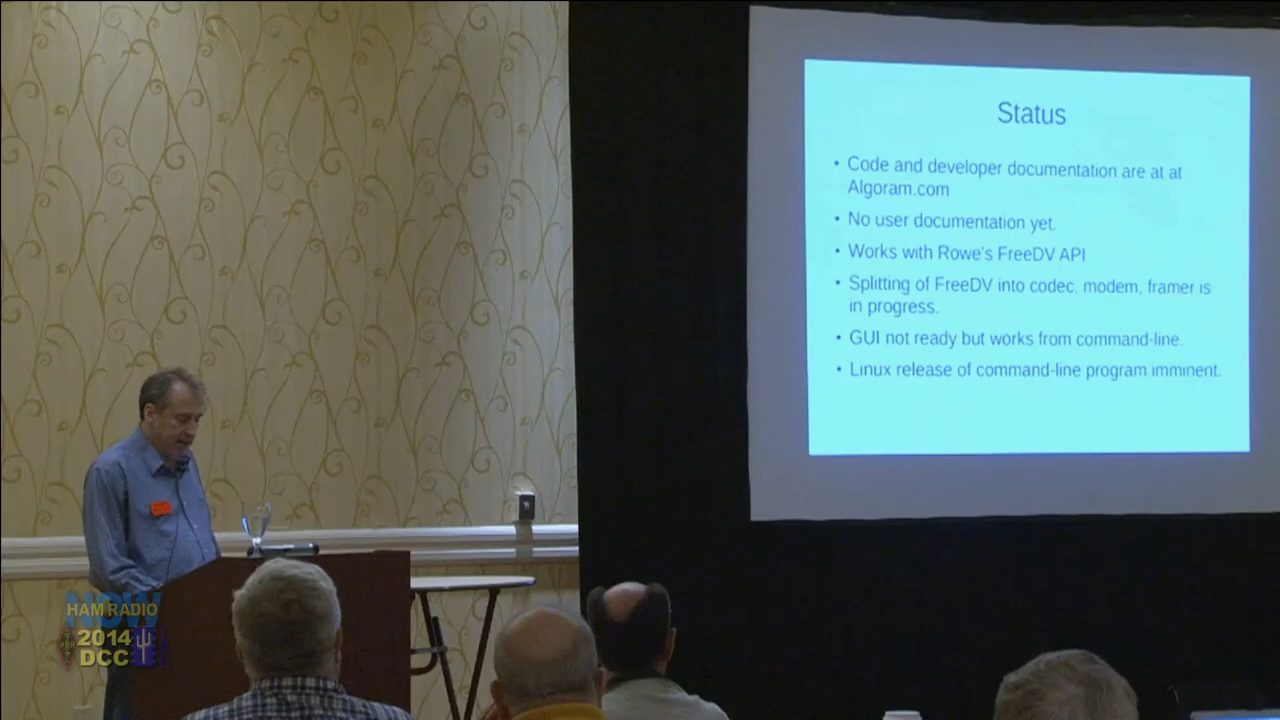 Status
• Code and developer documentation are at at
Algoram.com
• No user documentation yet.
• Works with Rowe's FreeDV API
• Splitting of FreeDV into codec, modem, framer is
in progress.
• GUI not ready but works from command-line.
• Linux release of command-line program imminent.
NOW
HAM RADIO
2014
DCC